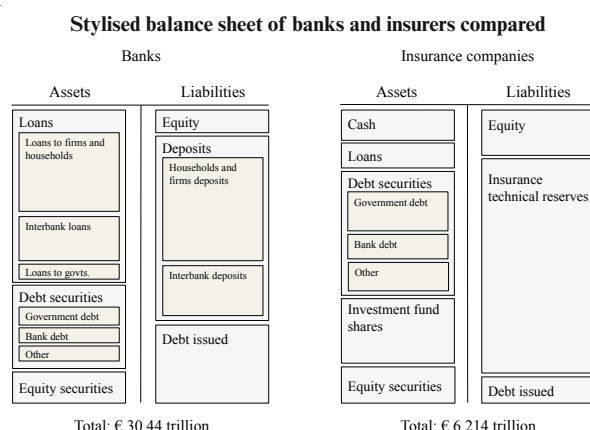 Stylised balance sheet of banks and insurers compared
Banks
Assets
Liabilities
Loans
Loans to firms and
households
Interbank loans
Loans to govts.
Debt securities
Government debt
Bank debt
Other
Equity securities
Equity
Deposits
Households and
firms deposits
Interbank deposits
Debt issued
Total: € 30 44 trillion
Insurance companies
Assets
Liabilities
Cash
Loans
Debt securities
Government debt
Bank debt
Other
Investment fund
shares
Equity securities
Equity
Insurance
technical reserves
Debt issued
Total: € 6 214 trillion